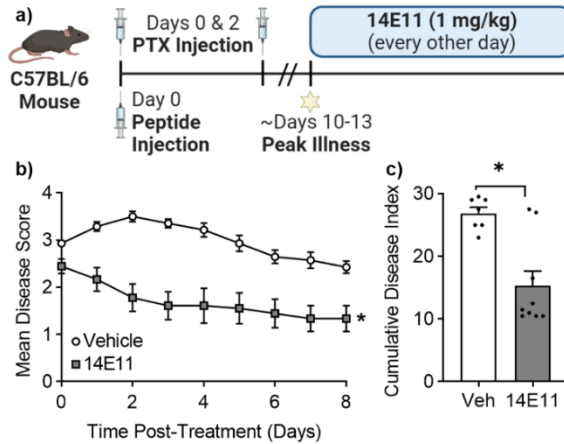 a)
Days 0 & 2
PTX Injection
14E11 (1 mg/kg)
(every other day)
C57BL/6
Mouse
Day 0
Peptide
Injection
~Days 10-13
Peak Illness
b)
Mean Disease Score
4
3
2
1
0
Vehicle
14E11
*
0 2 4 6 8
Time Post-Treatment (Days)
c)
Cumulative Disease Index
*
30
20
10
0
Veh 14E11